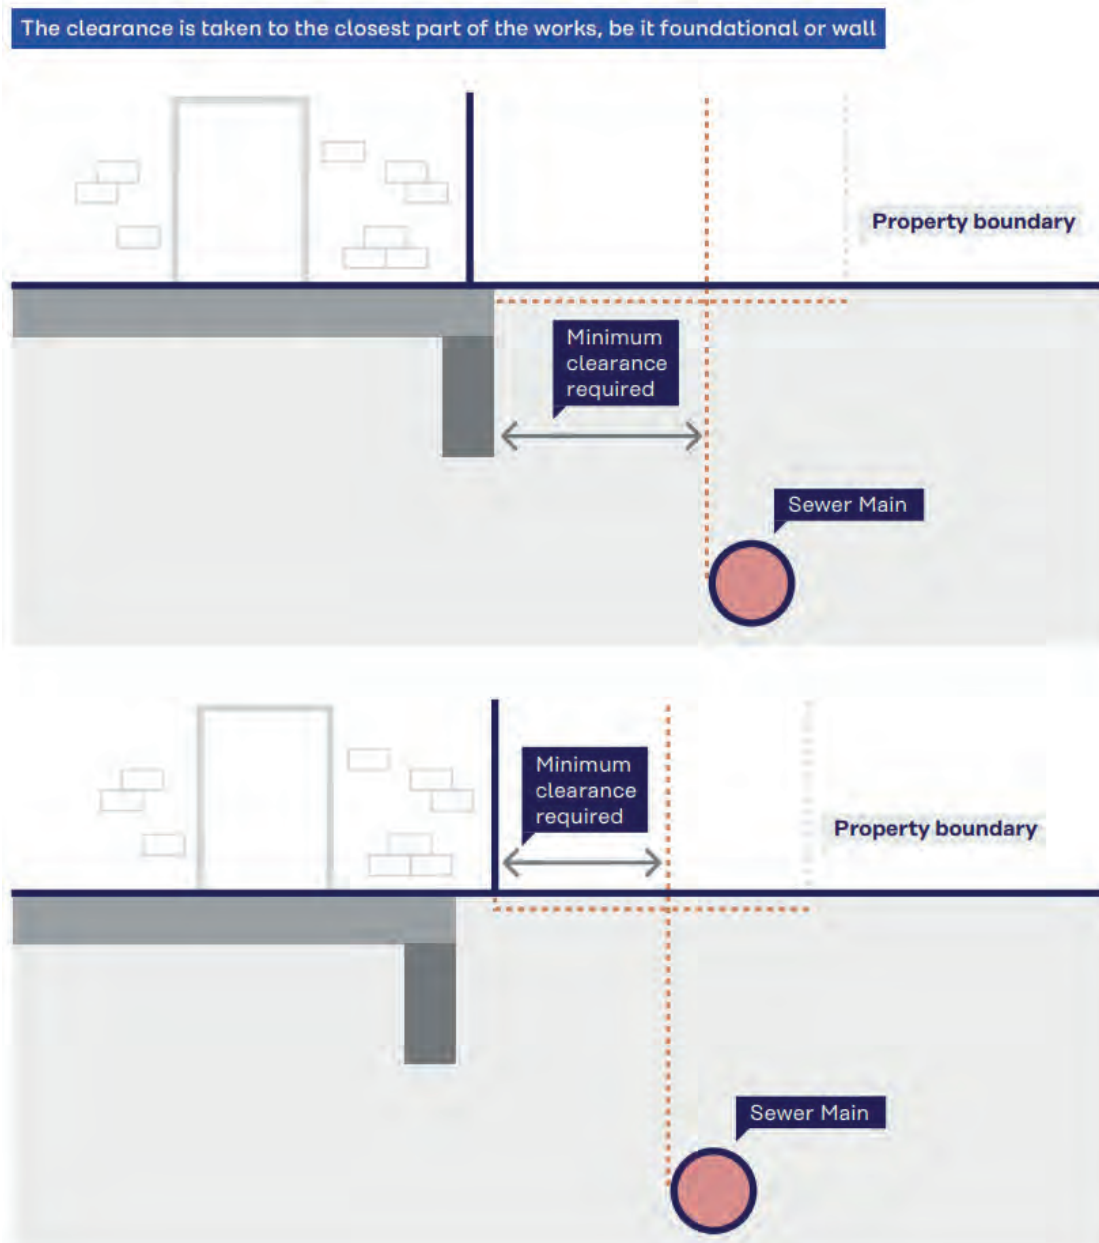 The clearance is taken to the closest part of the works, be it foundational or wall
Property boundary
Minimum
clearance
required
Sewer Main
Minimum
clearance
required
Property boundary
Sewer Main